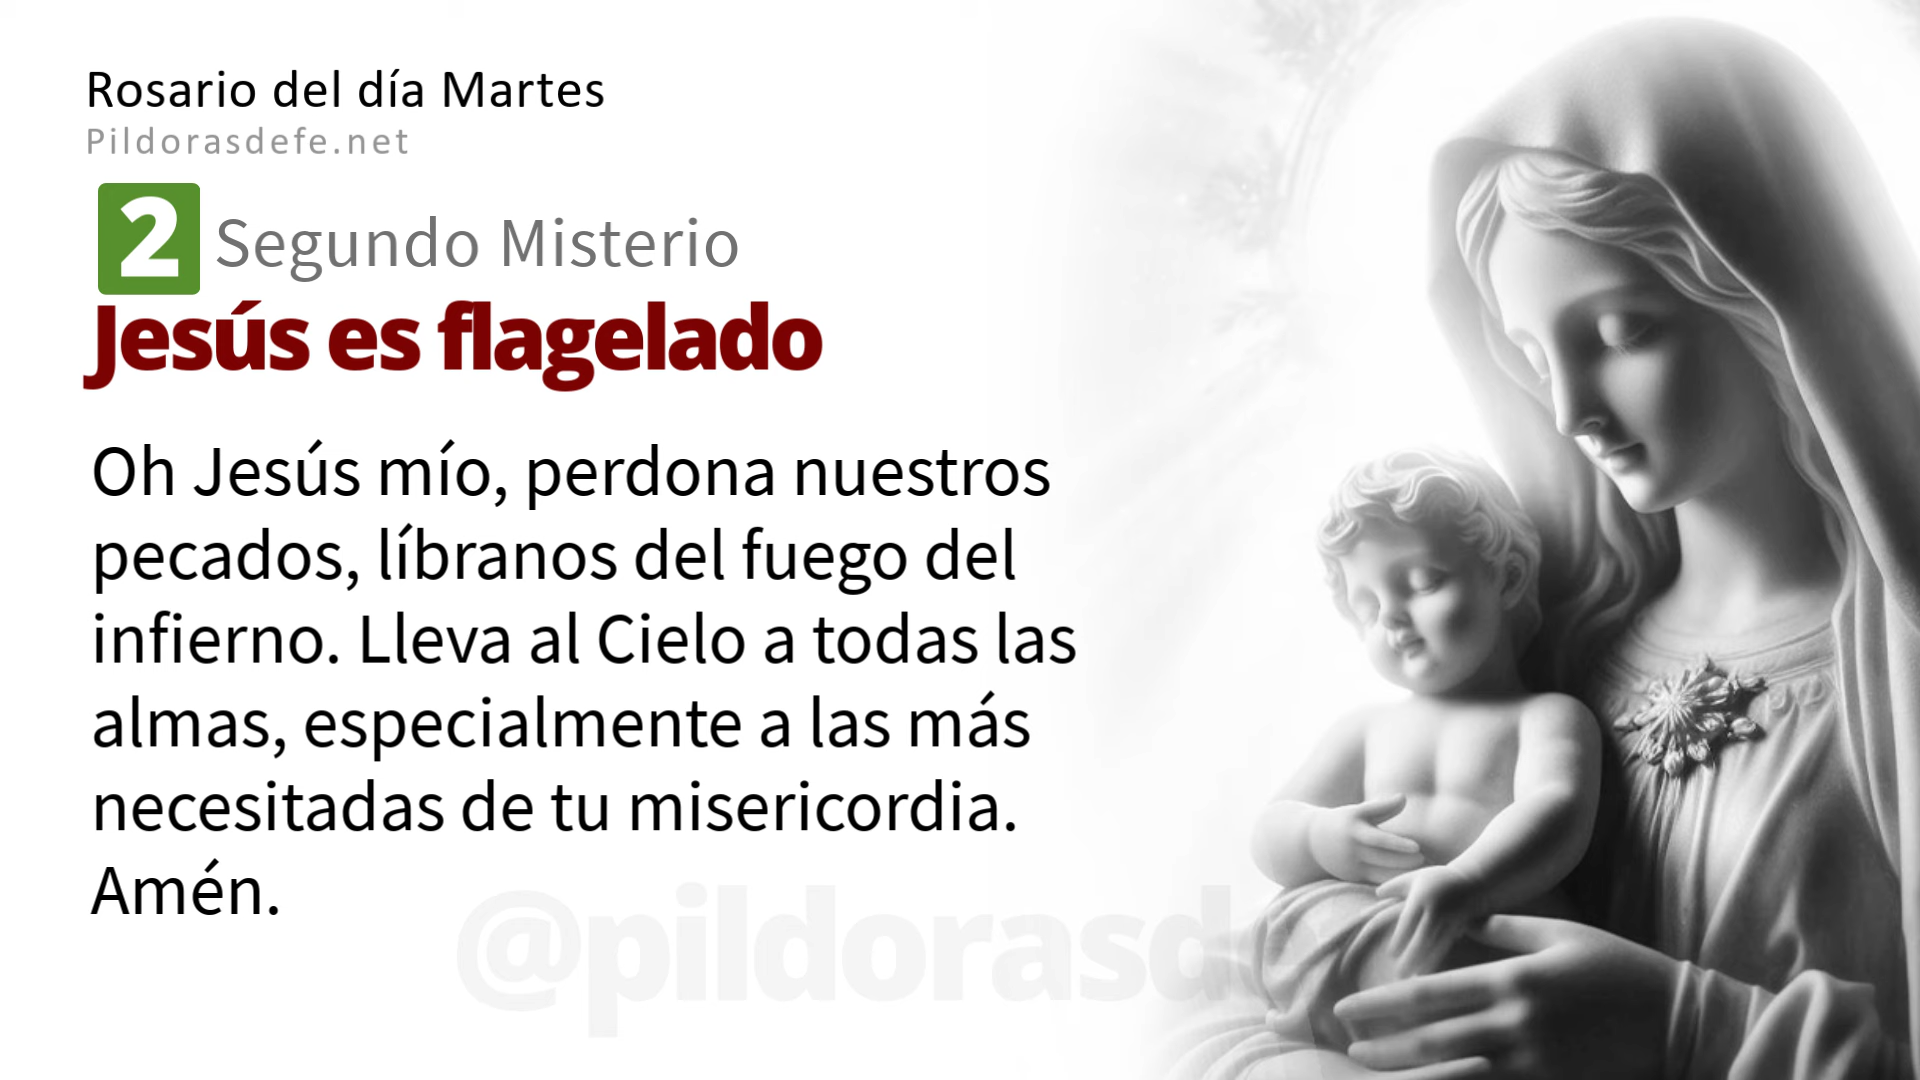 Rosario del día Martes
Pildorasdefe.net
2 Segundo Misterio
Jesús es flagelado
Oh Jesús mío, perdona nuestros
pecados, líbranos del fuego del
infierno. Lleva al Cielo a todas las
almas, especialmente a las más
necesitadas de tu misericordia.
Amén.
@pildorasde